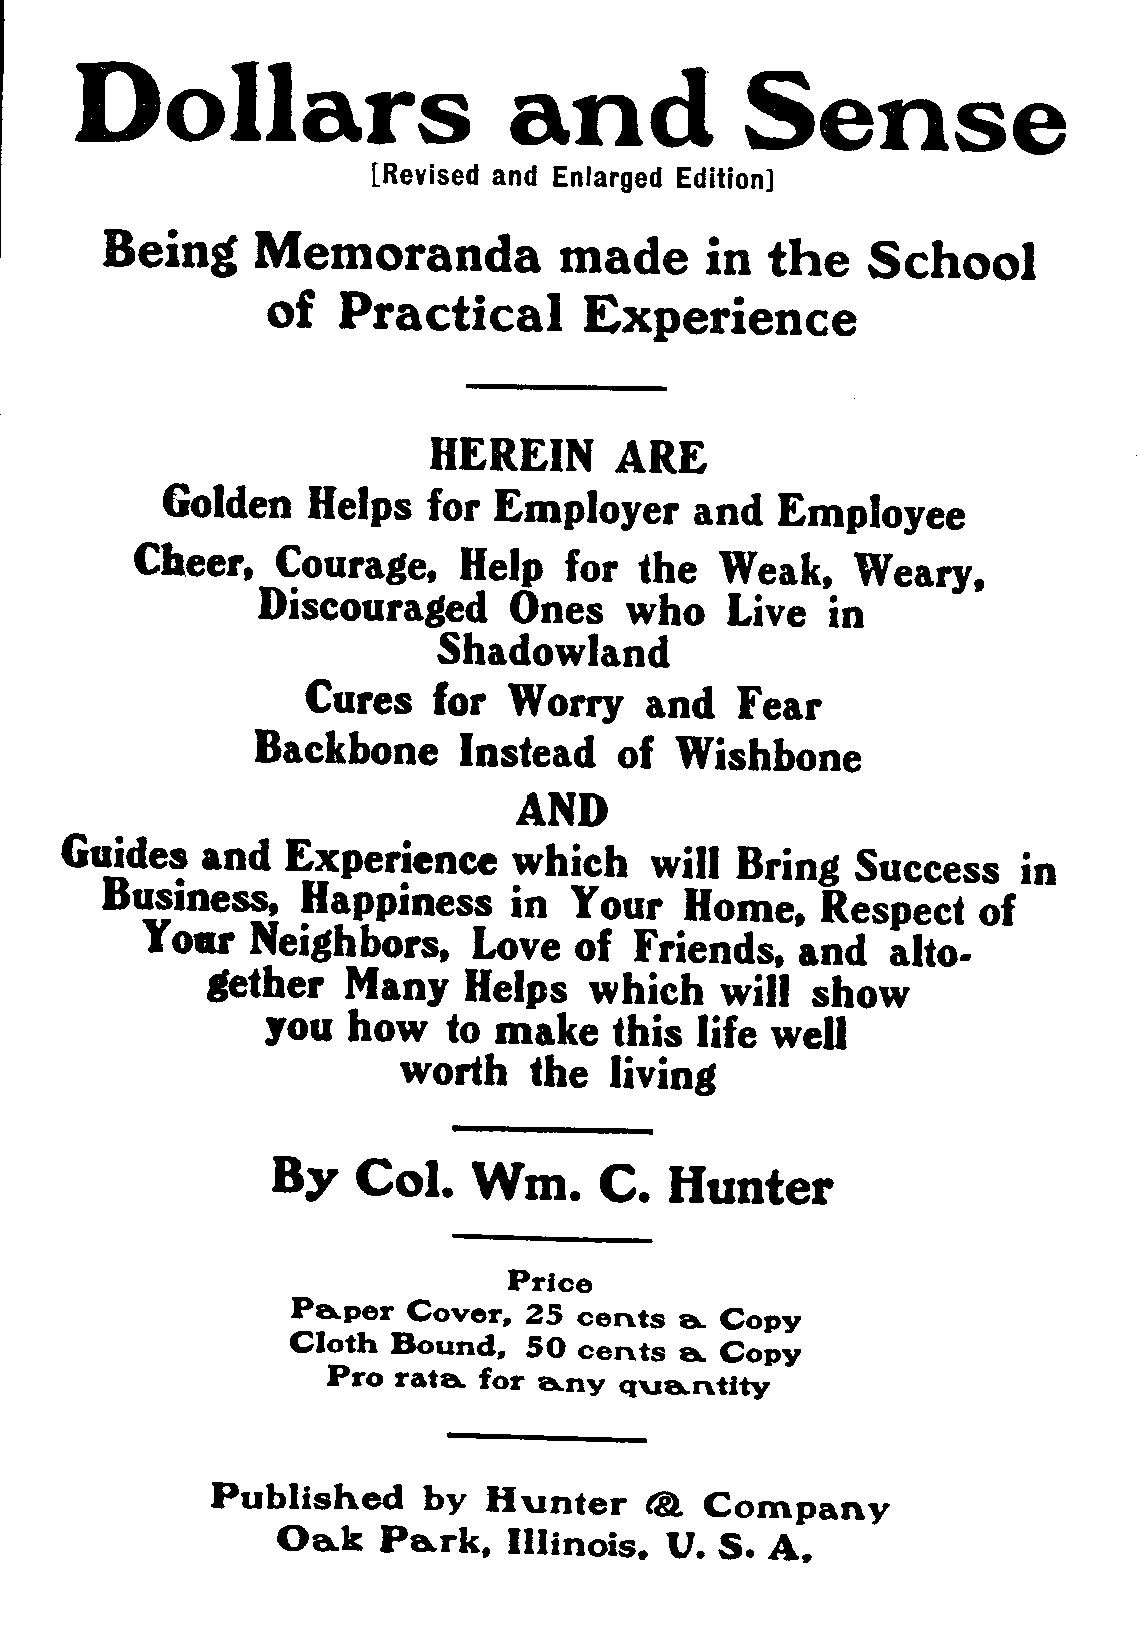 Dollars and Sense
[Revised and Enlarged Edition]
Being Memoranda made in the School
of Practical Experience
HEREIN ARE
Golden Helps for Employer and Employee
Cheer, Courage, Help for the Weak, Weary,
Discouraged Ones who Live in
Shadowland
Cures for Worry and Fear
Backbone Instead of Wishbone
AND
Guides and Experience which will Bring Success in
Business, Happiness in Your Home, Respect of
Your Neighbors, Love of Friends, and alto-
gether Many Helps which will show
you how to make this life well
worth the living
By Col. Wm. C. Hunter
Price
Paper Cover, 25 cents a Copy
Cloth Bound, 50 cents a Copy
Pro rata for any quantity
Published by Hunter & Company
Oak Park, Illinois. U. S. A.